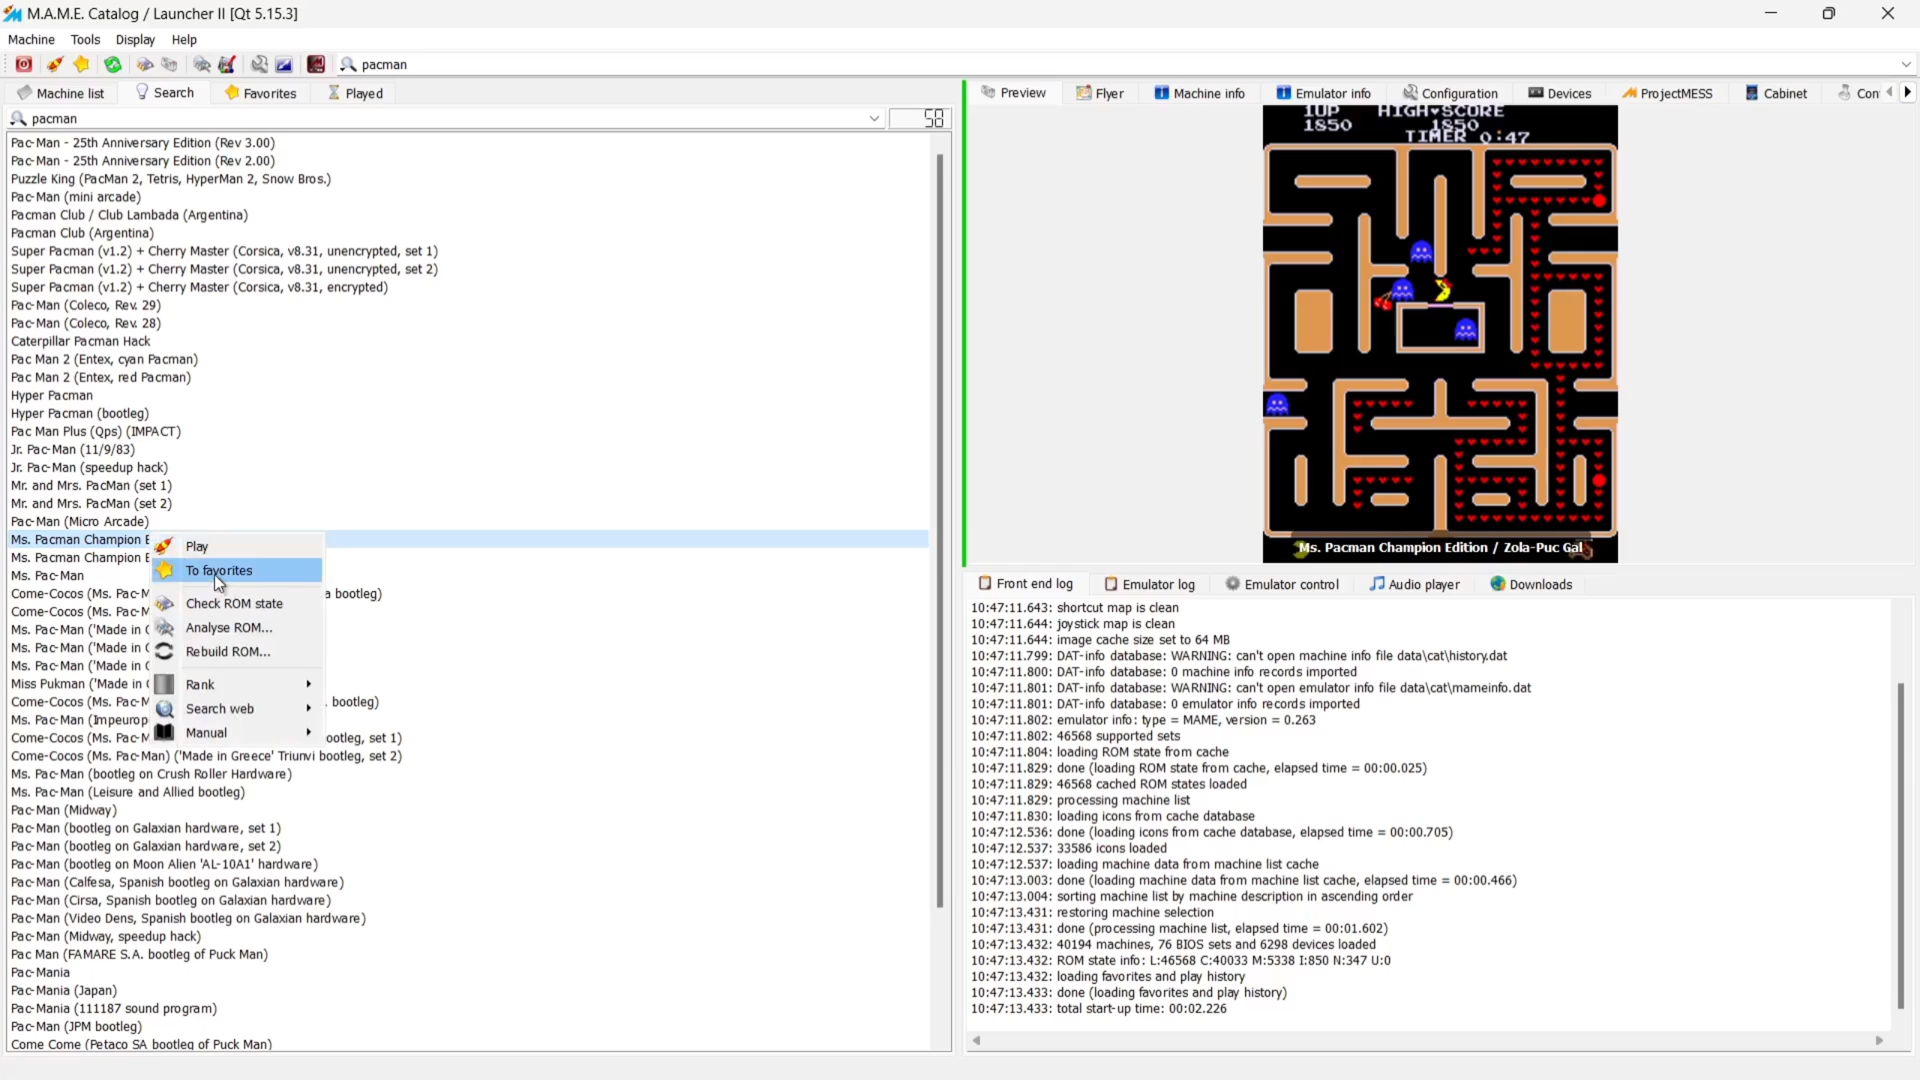 M.A.M.E. Catalog / Launcher II [Qt 5.15.3]
Machine Tools Display Help
pacman
Machine list Search Favorites Played
pacman 58
Pac-Man - 25th Anniversary Edition (Rev 3.00)
Pac-Man - 25th Anniversary Edition (Rev 2.00)
Puzzle King (PacMan 2, Tetris, HyperMan 2, Snow Bros.)
Pac-Man (mini arcade)
Pacman Club / Club Lambada (Argentina)
Pacman Club (Argentina)
Super Pacman (v1.2) + Cherry Master (Corsica, v8.31, unencrypted, set 1)
Super Pacman (v1.2) + Cherry Master (Corsica, v8.31, unencrypted, set 2)
Super Pacman (v1.2) + Cherry Master (Corsica, v8.31, encrypted)
Pac-Man (Coleco, Rev. 29)
Pac-Man (Coleco, Rev. 28)
Caterpillar Pacman Hack
Pac Man 2 (Entex, cyan Pacman)
Pac Man 2 (Entex, red Pacman)
Hyper Pacman
Hyper Pacman (bootleg)
Pac Man Plus (Qps) (IMPACT)
Jr. Pac-Man (11/9/83)
Jr. Pac-Man (speedup hack)
Mr. and Mrs. PacMan (set 1)
Mr. and Mrs. PacMan (set 2)
Pac-Man (Micro Arcade)
Ms. Pacman Champion E
Ms. Pacman Champion E
Ms. Pac-Man
Come-Cocos (Ms. Pac-M a bootleg)
Come-Cocos (Ms. Pac-M
Ms. Pac-Man ('Made in G
Ms. Pac-Man ('Made in G
Ms. Pac-Man ('Made in G
Miss Pukman ('Made in G
Come-Cocos (Ms. Pac-M . bootleg)
Ms. Pac-Man (Impeurop
Come-Cocos (Ms. Pac-M ootleg, set 1)
Come-Cocos (Ms. Pac-Man) ('Made in Greece' Triunvi bootleg, set 2)
Ms. Pac-Man (bootleg on Crush Roller Hardware)
Ms. Pac-Man (Leisure and Allied bootleg)
Pac-Man (Midway)
Pac-Man (bootleg on Galaxian hardware, set 1)
Pac-Man (bootleg on Galaxian hardware, set 2)
Pac-Man (bootleg on Moon Alien 'AL-10A1' hardware)
Pac-Man (Calfesa, Spanish bootleg on Galaxian hardware)
Pac-Man (Cirsa, Spanish bootleg on Galaxian hardware)
Pac-Man (Video Dens, Spanish bootleg on Galaxian hardware)
Pac-Man (Midway, speedup hack)
Pac Man (FAMARE S.A. bootleg of Puck Man)
Pac-Mania
Pac-Mania (Japan)
Pac-Mania (111187 sound program)
Pac-Man (JPM bootleg)
Come Come (Petaco SA bootleg of Puck Man)
Play
To favorites
Check ROM state
Analyse ROM...
Rebuild ROM...
Rank
Search web
Manual
Preview Flyer Machine info Emulator info Configuration Devices ProjectMESS Cabinet Con
1UP HIGH♥SCORE
1850 1850
TIMER 0:47
Ms. Pacman Champion Edition / Zola-Puc Gal
Front end log Emulator log Emulator control Audio player Downloads
10:47:11.643: shortcut map is clean
10:47:11.644: joystick map is clean
10:47:11.644: image cache size set to 64 MB
10:47:11.799: DAT-info database: WARNING: can't open machine info file data\cat\history.dat
10:47:11.800: DAT-info database: 0 machine info records imported
10:47:11.801: DAT-info database: WARNING: can't open emulator info file data\cat\mameinfo.dat
10:47:11.801: DAT-info database: 0 emulator info records imported
10:47:11.802: emulator info: type = MAME, version = 0.263
10:47:11.802: 46568 supported sets
10:47:11.804: loading ROM state from cache
10:47:11.829: done (loading ROM state from cache, elapsed time = 00:00.025)
10:47:11.829: 46568 cached ROM states loaded
10:47:11.829: processing machine list
10:47:11.830: loading icons from cache database
10:47:12.536: done (loading icons from cache database, elapsed time = 00:00.705)
10:47:12.537: 33586 icons loaded
10:47:12.537: loading machine data from machine list cache
10:47:13.003: done (loading machine data from machine list cache, elapsed time = 00:00.466)
10:47:13.004: sorting machine list by machine description in ascending order
10:47:13.431: restoring machine selection
10:47:13.431: done (processing machine list, elapsed time = 00:01.602)
10:47:13.432: 40194 machines, 76 BIOS sets and 6298 devices loaded
10:47:13.432: ROM state info: L:46568 C:40033 M:5338 I:850 N:347 U:0
10:47:13.432: loading favorites and play history
10:47:13.433: done (loading favorites and play history)
10:47:13.433: total start-up time: 00:02.226